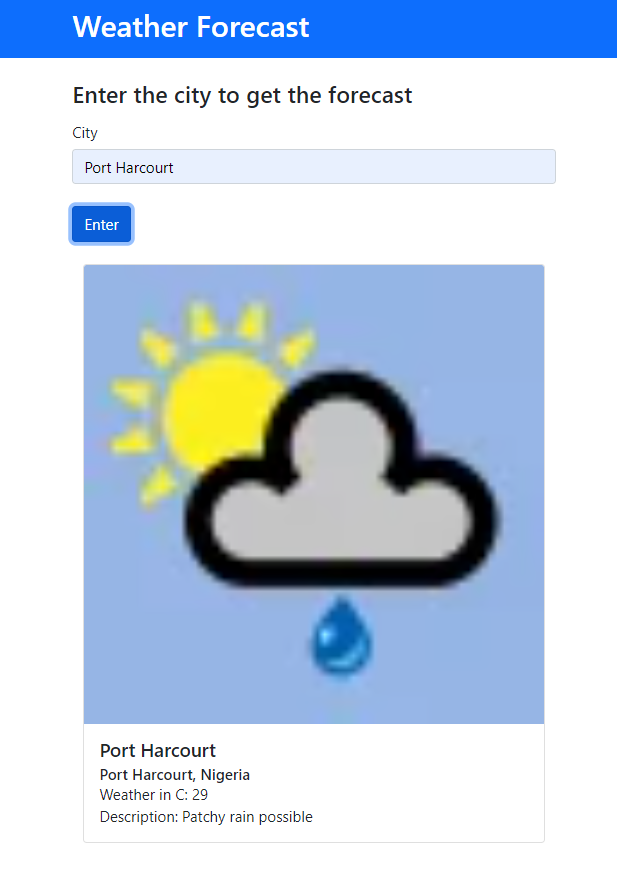 Weather Forecast
Enter the city to get the forecast
City
Port Harcourt
Enter
Port Harcourt
Port Harcourt, Nigeria
Weather in C: 29
Description: Patchy rain possible